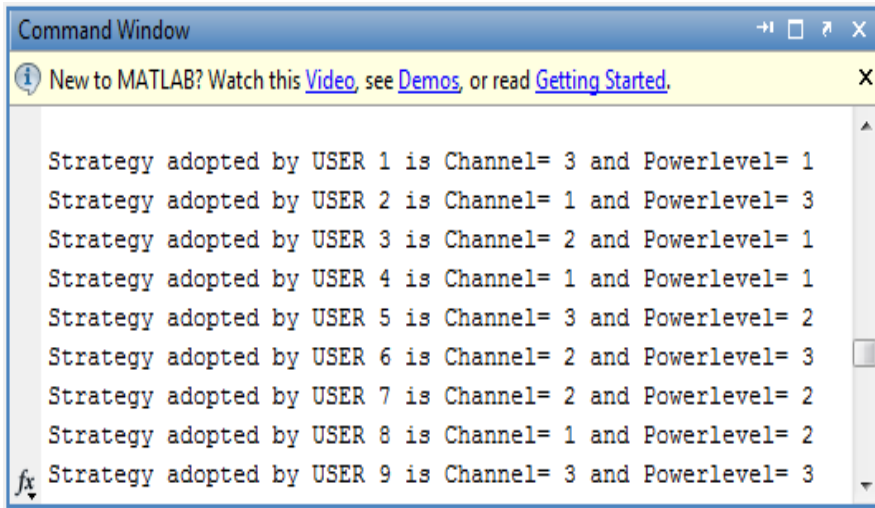 Command Window
New to MATLAB? Watch this Video, see Demos, or read Getting Started.
Strategy adopted by USER 1 is Channel= 3 and Powerlevel= 1
Strategy adopted by USER 2 is Channel= 1 and Powerlevel= 3
Strategy adopted by USER 3 is Channel= 2 and Powerlevel= 1
Strategy adopted by USER 4 is Channel= 1 and Powerlevel= 1
Strategy adopted by USER 5 is Channel= 3 and Powerlevel= 2
Strategy adopted by USER 6 is Channel= 2 and Powerlevel= 3
Strategy adopted by USER 7 is Channel= 2 and Powerlevel= 2
Strategy adopted by USER 8 is Channel= 1 and Powerlevel= 2
fx Strategy adopted by USER 9 is Channel= 3 and Powerlevel= 3